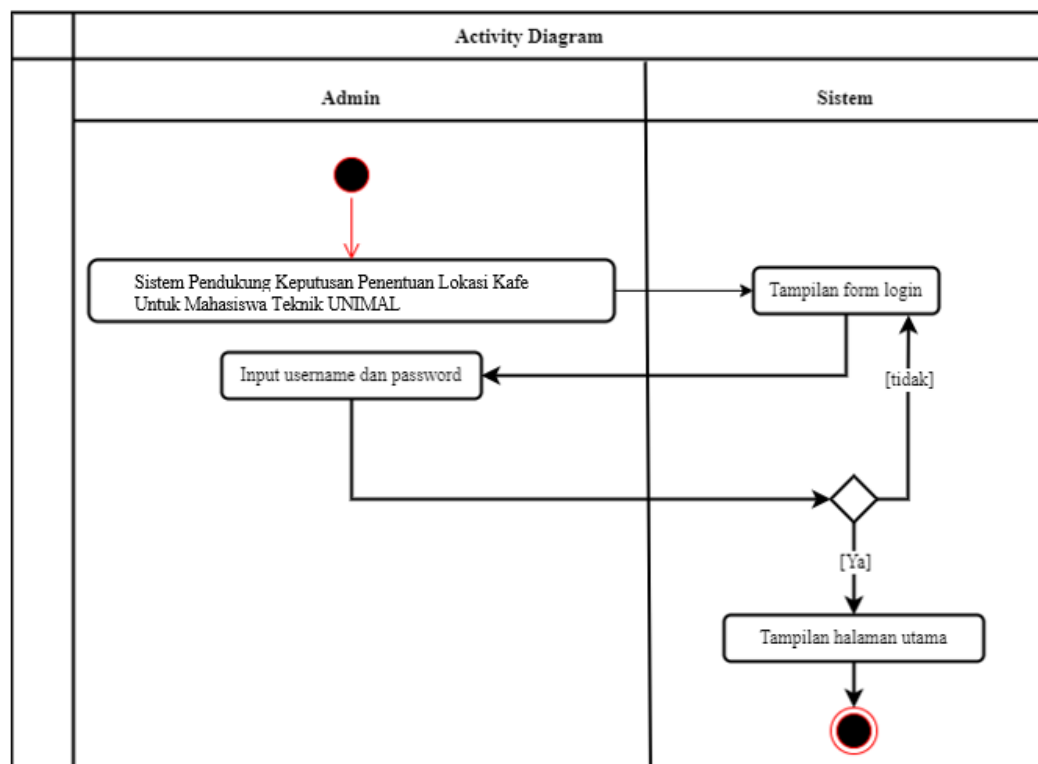 Activity Diagram
Admin
Sistem
Sistem Pendukung Keputusan Penentuan Lokasi Kafe
Untuk Mahasiswa Teknik UNIMAL
Tampilan form login
Input username dan password
[tidak]
[Ya]
Tampilan halaman utama